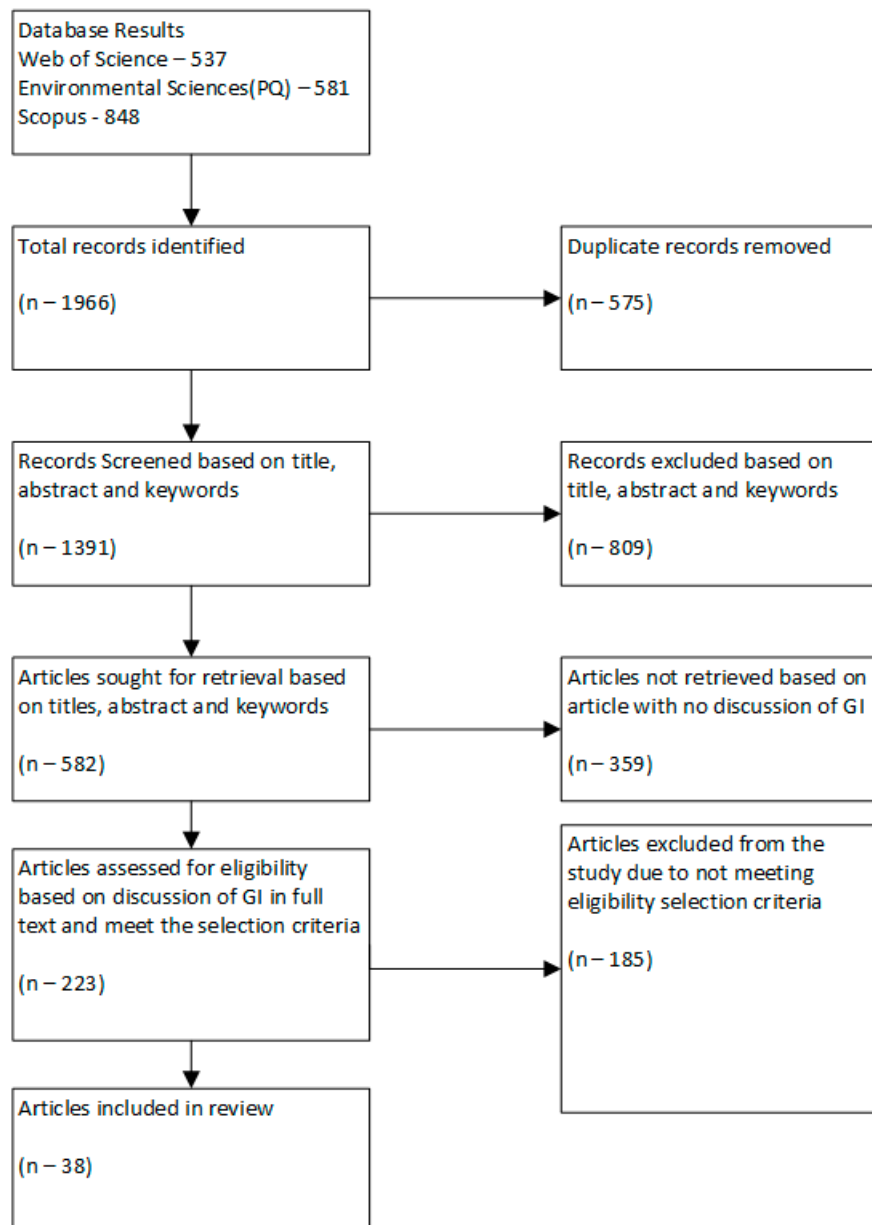 Database Results
Web of Science – 537
Environmental Sciences(PQ) – 581
Scopus - 848
Total records identified
(n – 1966)
Duplicate records removed
(n – 575)
Records Screened based on title,
abstract and keywords
(n – 1391)
Records excluded based on
title, abstract and keywords
(n – 809)
Articles sought for retrieval based
on titles, abstract and keywords
(n – 582)
Articles not retrieved based on
article with no discussion of GI
(n – 359)
Articles assessed for eligibility
based on discussion of GI in full
text and meet the selection criteria
(n – 223)
Articles excluded from the
study due to not meeting
eligibility selection criteria
(n – 185)
Articles included in review
(n – 38)